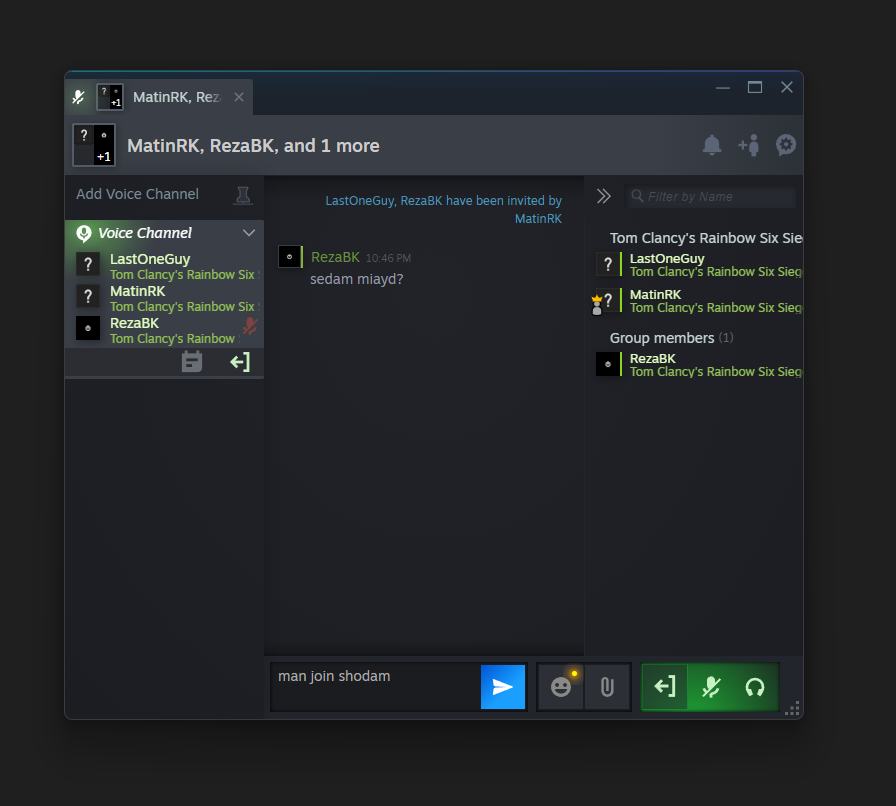 MatinRK, Rez
+1
MatinRK, RezaBK, and 1 more
+1
Add Voice Channel
Voice Channel
? LastOneGuy
Tom Clancy's Rainbow Six
? MatinRK
Tom Clancy's Rainbow Six
RezaBK
Tom Clancy's Rainbow
LastOneGuy, RezaBK have been invited by
MatinRK
RezaBK 10:46 PM
sedam miayd?
man join shodam
Filter by Name
Tom Clancy's Rainbow Six Sie
? LastOneGuy
Tom Clancy's Rainbow Six Sieg
? MatinRK
Tom Clancy's Rainbow Six Sieg
Group members (1)
RezaBK
Tom Clancy's Rainbow Six Sieg